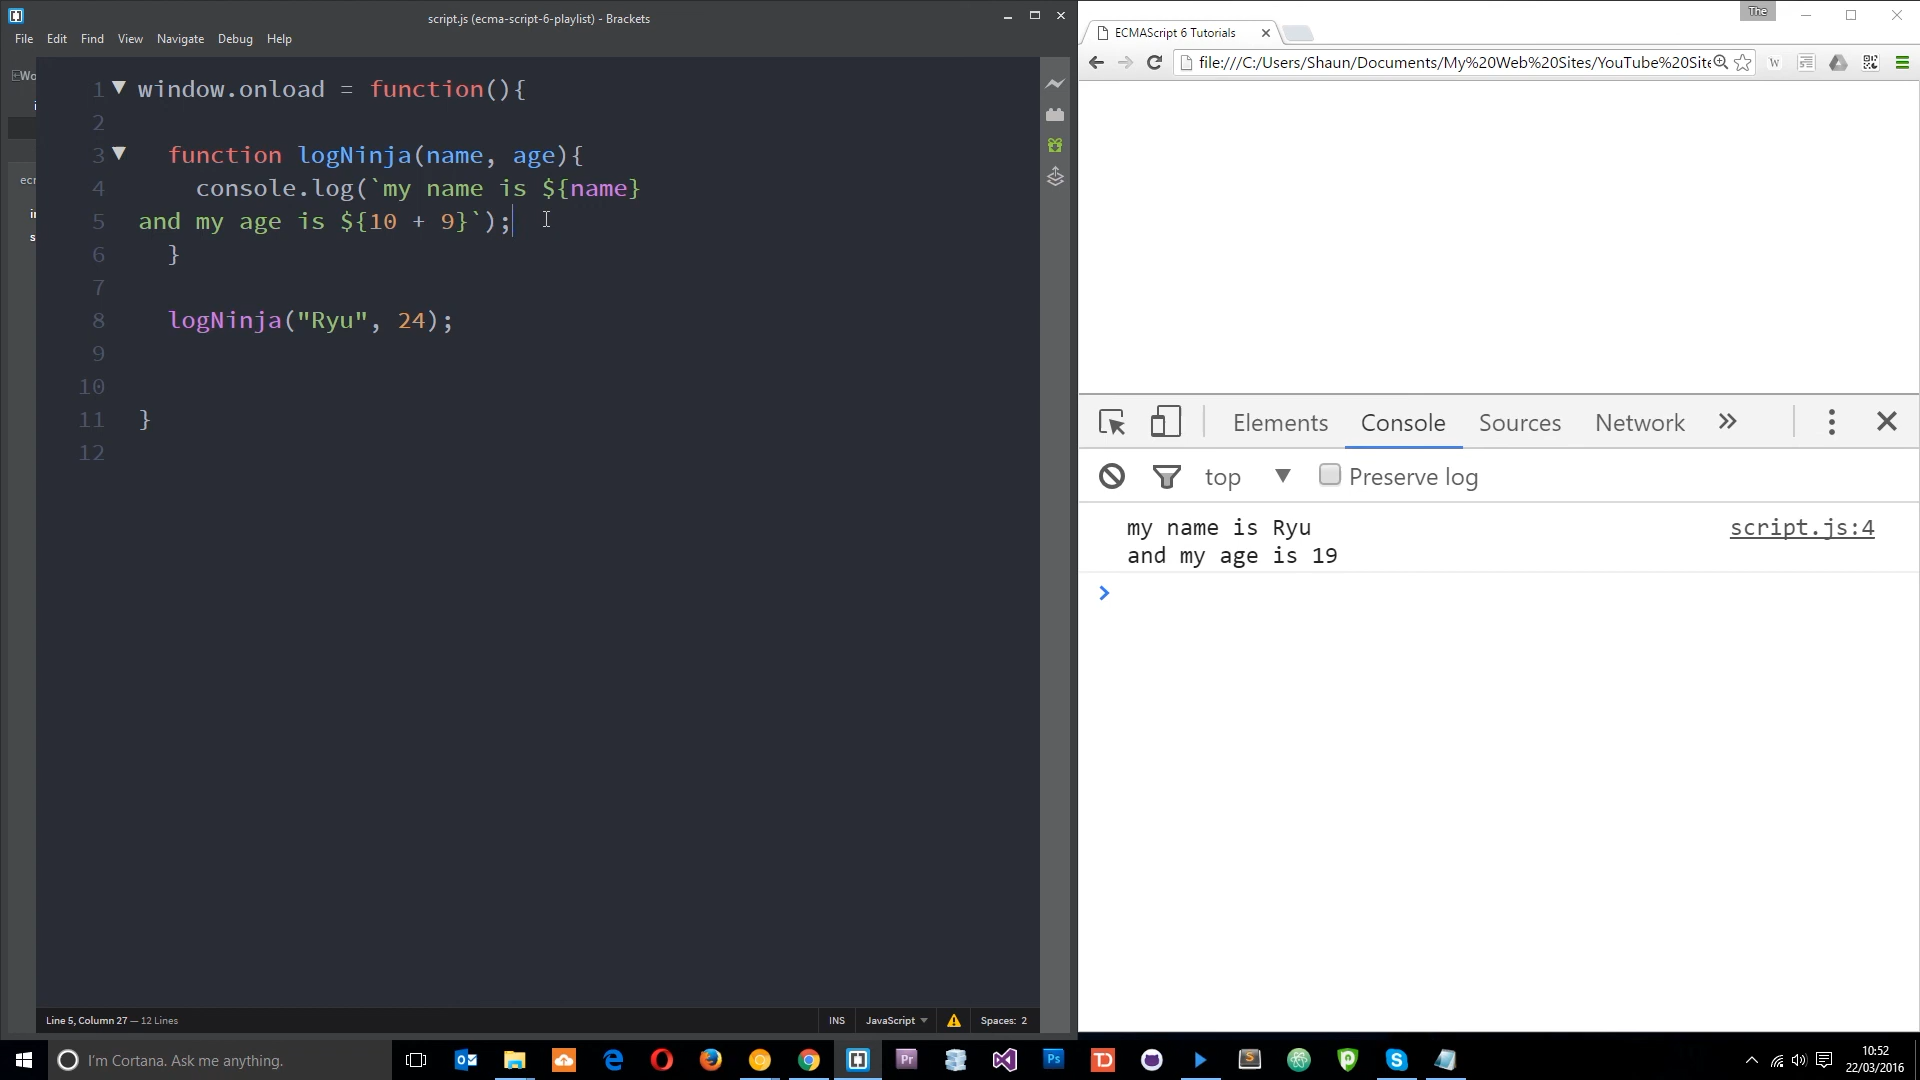 script.js (ecma-script-6-playlist) - Brackets
File Edit Find View Navigate Debug Help
1 window.onload = function(){
2
3 function logNinja(name, age){
4 console.log(`my name is ${name}
5 and my age is ${10 + 9}`);
6 }
7
8 logNinja("Ryu", 24);
9
10
11 }
12
Line 5, Column 27 — 12 Lines
INS JavaScript Spaces: 2
The
ECMAScript 6 Tutorials
file:///C:/Users/Shaun/Documents/My%20Web%20Sites/YouTube%20Site
Elements Console Sources Network
top Preserve log
my name is Ryu script.js:4
and my age is 19
I'm Cortana. Ask me anything.
10:52
22/03/2016